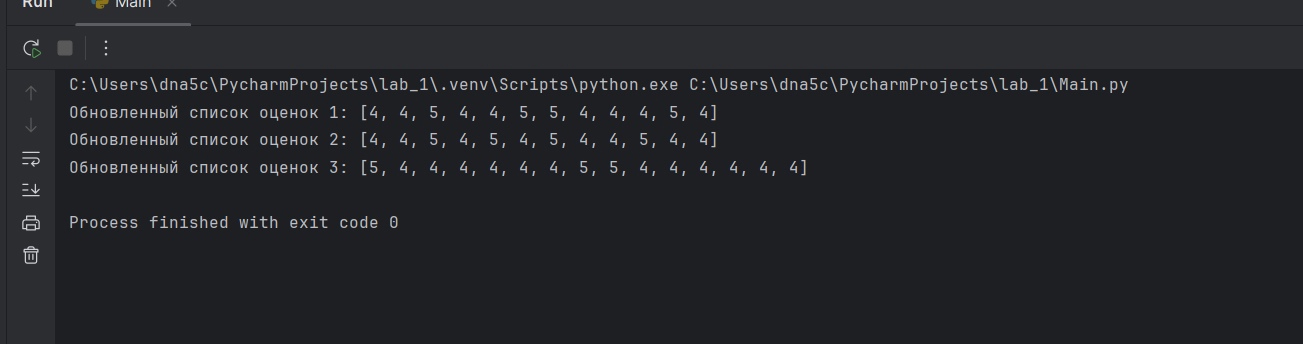 Run Main ×
C:\Users\dna5c\PycharmProjects\lab_1\.venv\Scripts\python.exe C:\Users\dna5c\PycharmProjects\lab_1\Main.py
Обновленный список оценок 1: [4, 4, 5, 4, 4, 5, 5, 4, 4, 4, 5, 4]
Обновленный список оценок 2: [4, 4, 5, 4, 5, 4, 5, 4, 4, 5, 4, 4]
Обновленный список оценок 3: [5, 4, 4, 4, 4, 4, 4, 5, 5, 4, 4, 4, 4, 4, 4]
Process finished with exit code 0